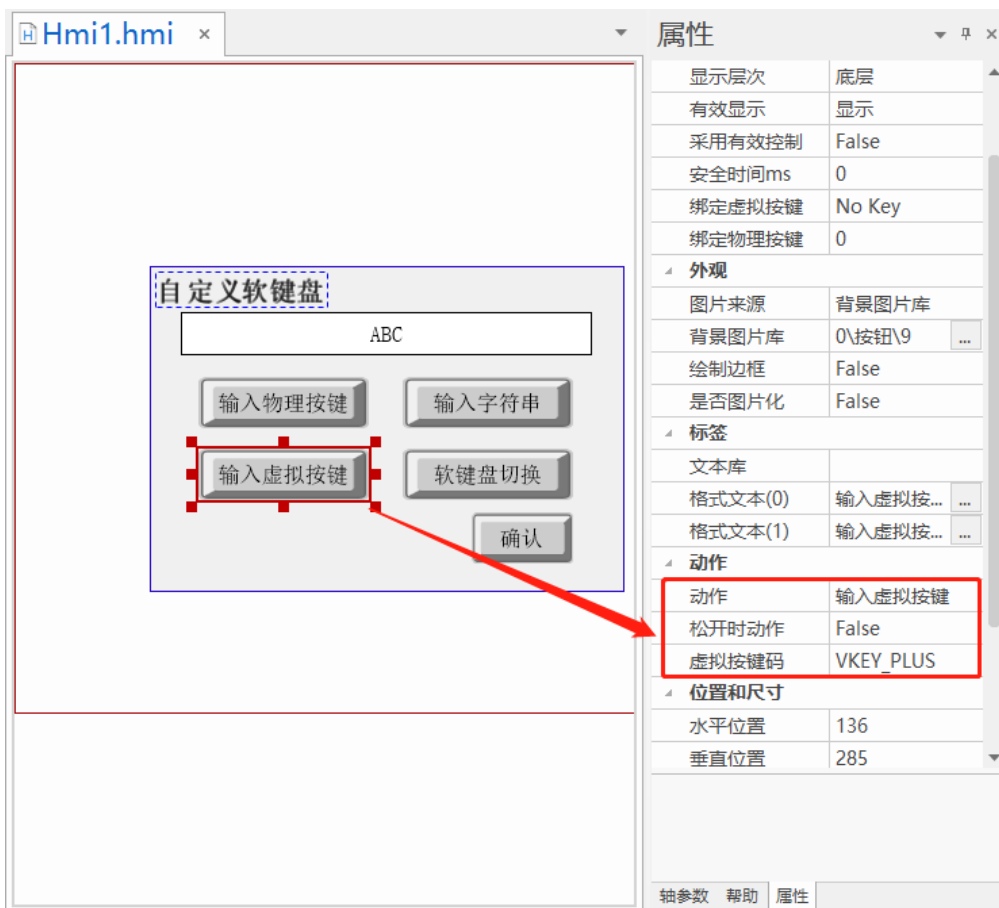 Hmi1.hmi ×
自定义软键盘
ABC
输入物理按键 输入字符串
输入虚拟按键 软键盘切换
确认
属性
显示层次 底层
有效显示 显示
采用有效控制 False
安全时间ms 0
绑定虚拟按键 No Key
绑定物理按键 0
外观
图片来源 背景图片库
背景图片库 0\按钮\9 ...
绘制边框 False
是否图片化 False
标签
文本库
格式文本(0) 输入虚拟按... ...
格式文本(1) 输入虚拟按... ...
动作
动作 输入虚拟按键
松开时动作 False
虚拟按键码 VKEY_PLUS
位置和尺寸
水平位置 136
垂直位置 285
轴参数 帮助 属性